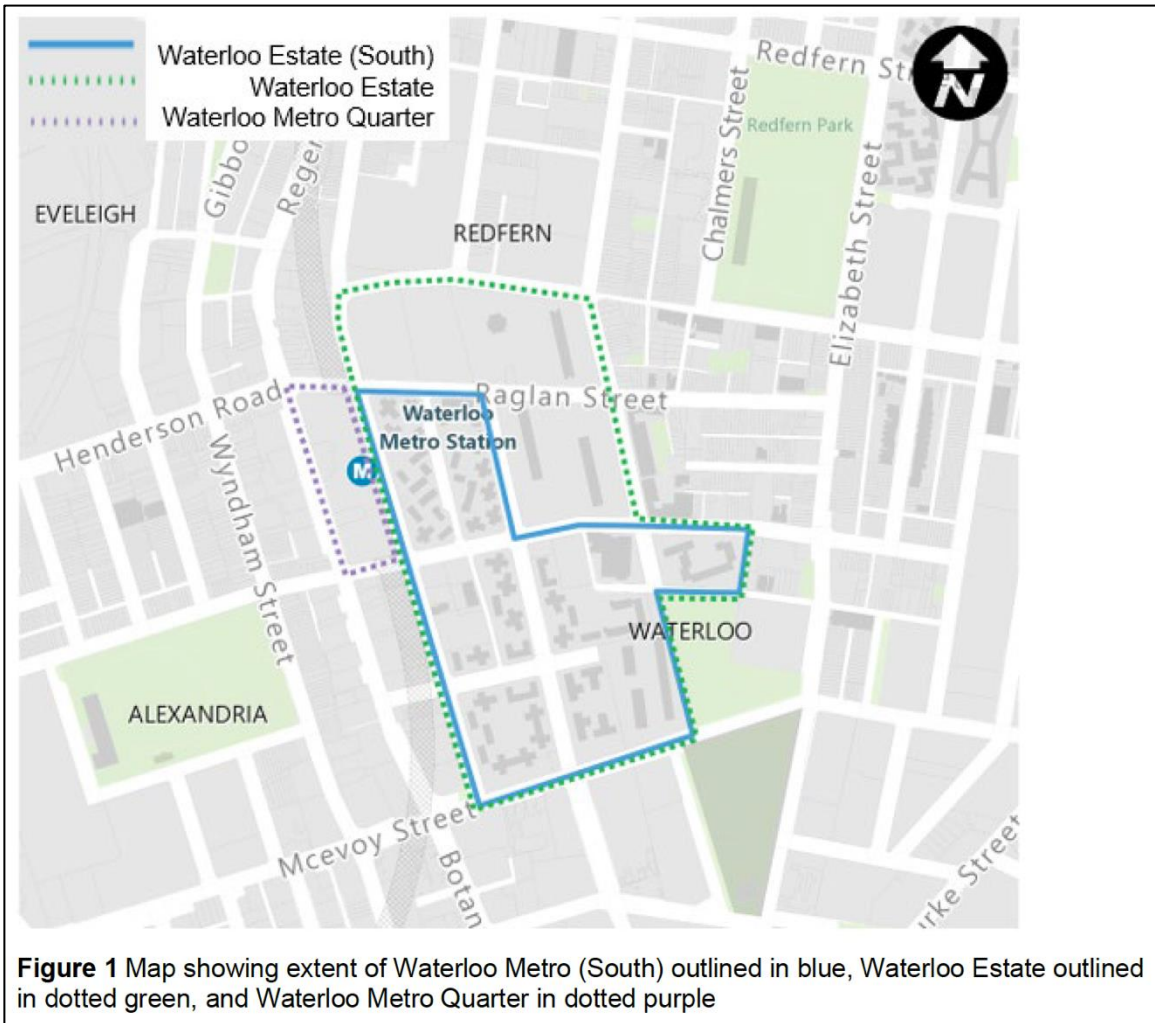 Waterloo Estate (South)
Waterloo Estate
Waterloo Metro Quarter
Redfern
N
Redfern Park
Chalmers Street
Elizabeth Street
EVELEIGH
REDFERN
Henderson Road
Raglan Street
Waterloo
Metro Station
M
Wyndham Street
WATERLOO
ALEXANDRIA
Mcevoy Street
Botan
urke Street
Gibbo
Regen
Figure 1 Map showing extent of Waterloo Metro (South) outlined in blue, Waterloo Estate outlined
in dotted green, and Waterloo Metro Quarter in dotted purple